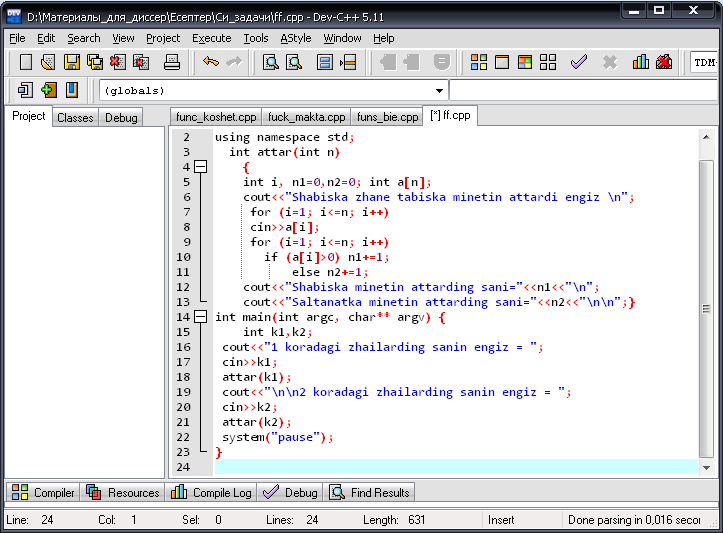 D:\Материалы_для_диссер\Есептер\Си_задачи\ff.cpp - Dev-C++ 5.11
File Edit Search View Project Execute Tools AStyle Window Help
TDM-
(globals)
Project Classes Debug
func_koshet.cpp fuck_makta.cpp funs_bie.cpp [*] ff.cpp
2 using namespace std;
3 int attar(int n)
4 {
5 int i, n1=0,n2=0; int a[n];
6 cout<<"Shabiska zhane tabiska minetin attardi engiz \n";
7 for (i=1; i<=n; i++)
8 cin>>a[i];
9 for (i=1; i<=n; i++)
10 if (a[i]>0) n1+=1;
11 else n2+=1;
12 cout<<"Shabiska minetin attarding sani="<<n1<<"\n";
13 cout<<"Saltanatka minetin attarding sani="<<n2<<"\n\n";}
14 int main(int argc, char** argv) {
15 int k1,k2;
16 cout<<"1 koradagi zhailarding sanin engiz = ";
17 cin>>k1;
18 attar(k1);
19 cout<<"\n\n2 koradagi zhailarding sanin engiz = ";
20 cin>>k2;
21 attar(k2);
22 system("pause");
23 }
24
Compiler Resources Compile Log Debug Find Results
Line: 24 Col: 1 Sel: 0 Lines: 24 Length: 631 Insert Done parsing in 0,016 secor